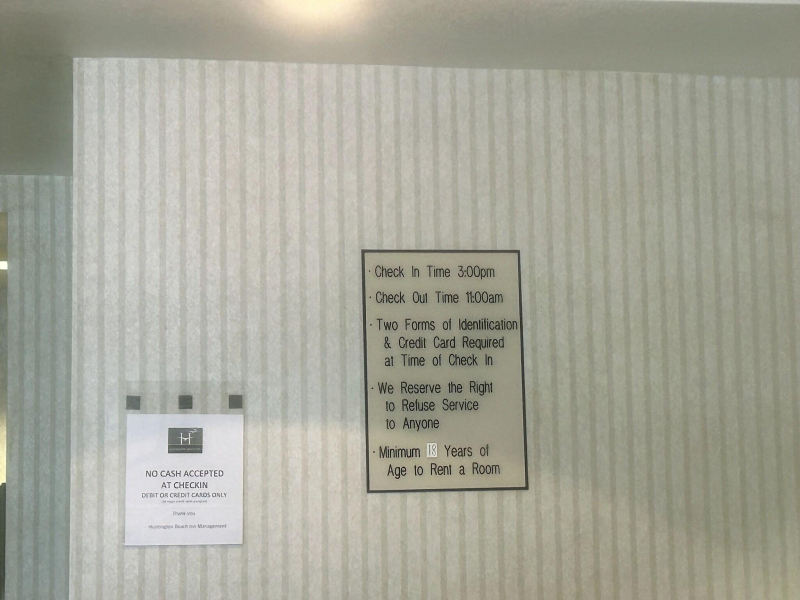 · Check In Time 3:00pm
· Check Out Time 11:00am
· Two Forms of Identification
& Credit Card Required
at Time of Check In
· We Reserve the Right
to Refuse Service
to Anyone
· Minimum 18 Years of
Age to Rent a Room
H
NO CASH ACCEPTED
AT CHECKIN
DEBIT OR CREDIT CARDS ONLY
Thank you
Huntington Beach Inn Management